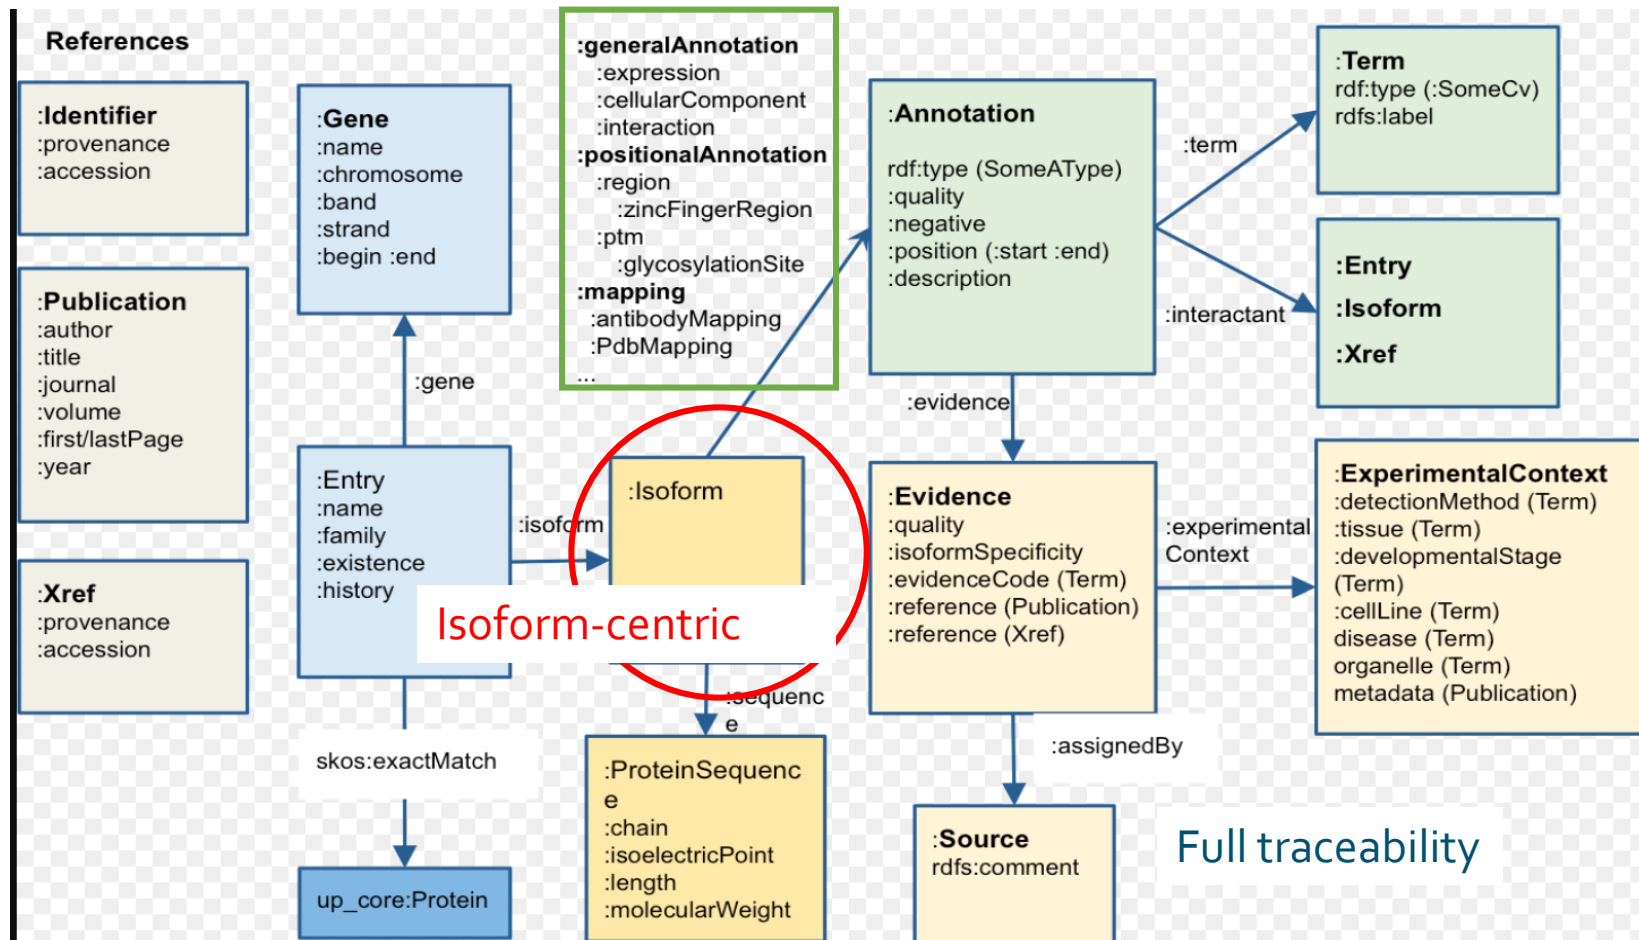 References
:Identifier
:provenance
:accession
:Publication
:author
:title
:journal
:volume
:first/lastPage
:year
:Xref
:provenance
:accession
:Gene
:name
:chromosome
:band
:strand
:begin :end
:gene
:Entry
:name
:family
:existence
:history
:isoform
skos:exactMatch
up_core:Protein
:generalAnnotation
:expression
:cellularComponent
:interaction
:positionalAnnotation
:region
:zincFingerRegion
:ptm
:glycosylationSite
:mapping
:antibodyMapping
:PdbMapping
...
:Isoform
Isoform-centric
:sequenc
e
:ProteinSequenc
e
:chain
:isoelectricPoint
:length
:molecularWeight
:Annotation
rdf:type (SomeAType)
:quality
:negative
:position (:start :end)
:description
:term
:interactant
:evidence
:Term
rdf:type (:SomeCv)
rdfs:label
:Entry
:Isoform
:Xref
:Evidence
:quality
:isoformSpecificity
:evidenceCode (Term)
:reference (Publication)
:reference (Xref)
:experimental
Context
:ExperimentalContext
:detectionMethod (Term)
:tissue (Term)
:developmentalStage
(Term)
:cellLine (Term)
disease (Term)
organelle (Term)
metadata (Publication)
:assignedBy
:Source
rdfs:comment
Full traceability